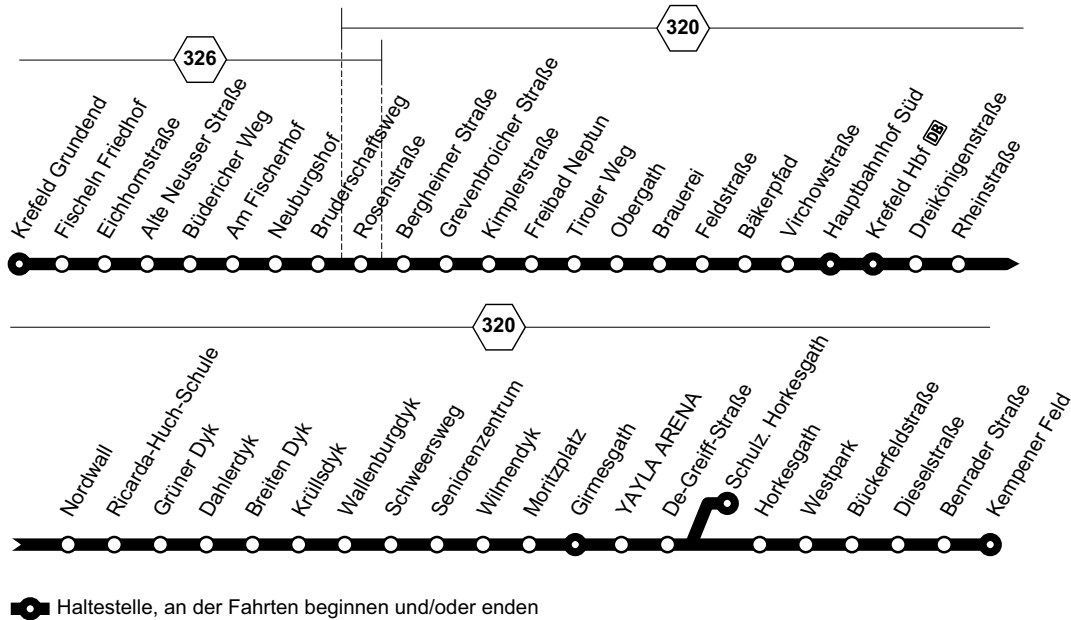 320
326
Krefeld Grundend
Fischeln Friedhof
Eichhornstraße
Alte Neusser Straße
Büdericher Weg
Am Fischerhof
Neuburgshof
Bruderschaftsweg
Rosenstraße
Bergheimer Straße
Grevenbroicher Straße
Kimplerstraße
Freibad Neptun
Tiroler Weg
Obergath
Brauerei
Feldstraße
Bäkerpfad
Virchowstraße
Hauptbahnhof Süd
Krefeld Hbf DB
Dreikönigenstraße
Rheinstraße
320
Nordwall
Ricarda-Huch-Schule
Grüner Dyk
Dahlerdyk
Breiten Dyk
Krüllsdyk
Wallenburgdyk
Schweersweg
Seniorenzentrum
Wilmendyk
Moritzplatz
Girmesgath
YAYLA ARENA
De-Greiff-Straße
Schulz. Horkesgath
Horkesgath
Westpark
Bückerfeldstraße
Dieselstraße
Benrader Straße
Kempener Feld
Haltestelle, an der Fahrten beginnen und/oder enden